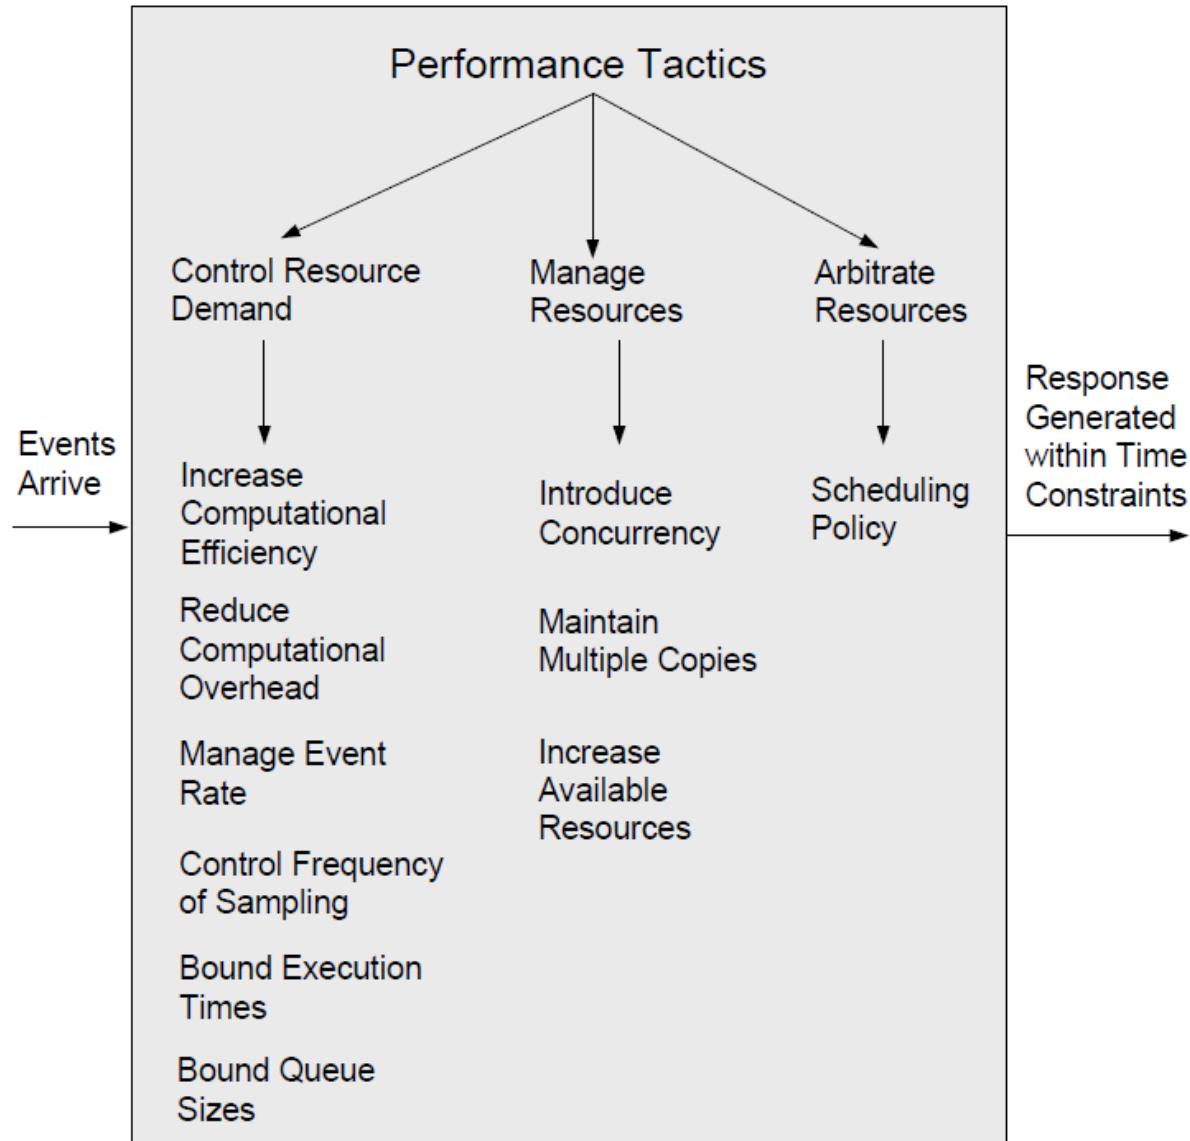 Performance Tactics
Control Resource
Demand
Manage
Resources
Arbitrate
Resources
Events
Arrive
Increase
Computational
Efficiency
Reduce
Computational
Overhead
Manage Event
Rate
Control Frequency
of Sampling
Bound Execution
Times
Bound Queue
Sizes
Introduce
Concurrency
Maintain
Multiple Copies
Increase
Available
Resources
Scheduling
Policy
Response
Generated
within Time
Constraints